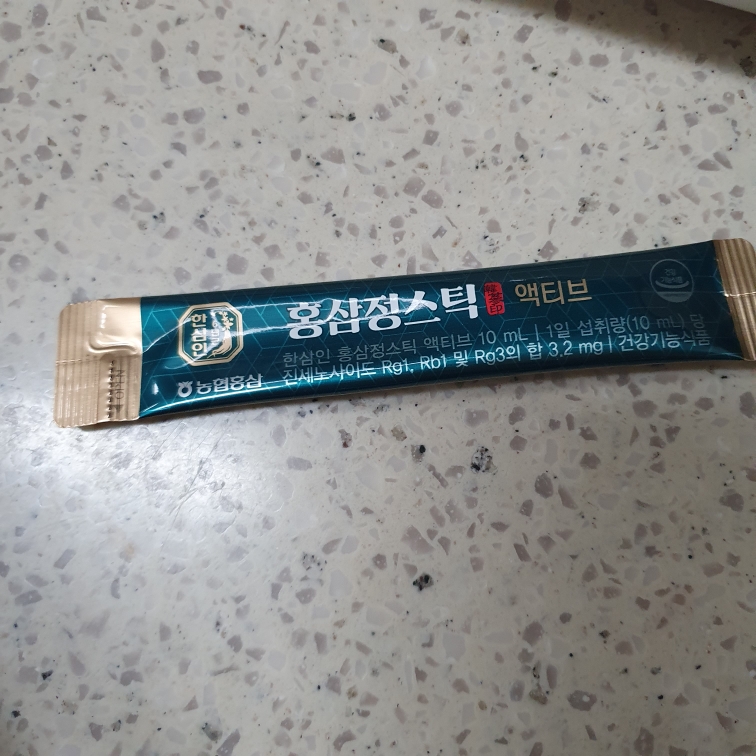 한삼인
농협홍삼
홍삼정스틱 액티브
한삼인 홍삼정스틱 액티브 10 mL | 1일 섭취량(10 mL) 당
진세노사이드 Rg1, Rb1 및 Rg3의 합 3.2 mg | 건강기능식품
OPEN